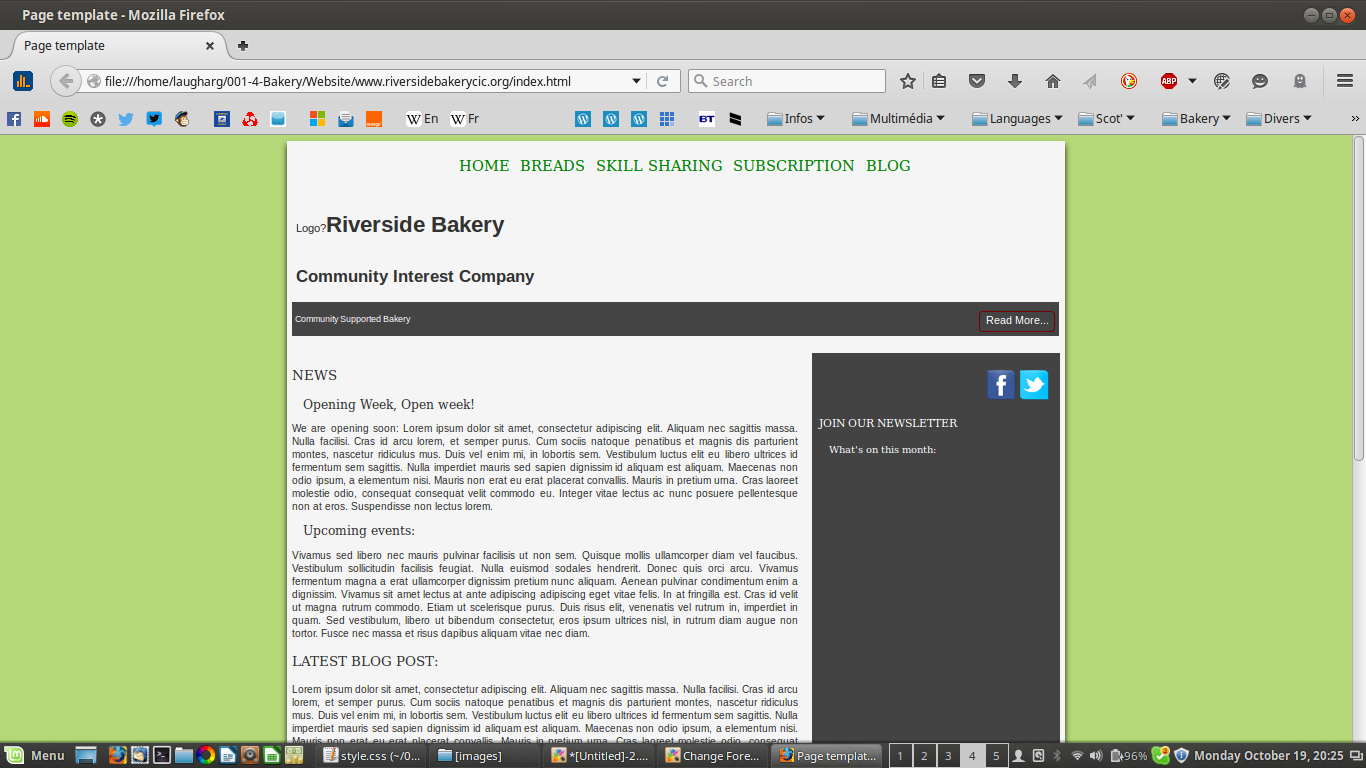 Page template - Mozilla Firefox
Page template
file:///home/laugharg/001-4-Bakery/Website/www.riversidebakerycic.org/index.html
Search
ABP
W En
W Fr
BT
Infos
Multimédia
Languages
Scot'
Bakery
Divers
HOME BREADS SKILL SHARING SUBSCRIPTION BLOG
Logo?Riverside Bakery
Community Interest Company
Community Supported Bakery
Read More...
NEWS
Opening Week, Open week!
We are opening soon: Lorem ipsum dolor sit amet, consectetur adipiscing elit. Aliquam nec sagittis massa.
Nulla facilisi. Cras id arcu lorem, et semper purus. Cum sociis natoque penatibus et magnis dis parturient
montes, nascetur ridiculus mus. Duis vel enim mi, in lobortis sem. Vestibulum luctus elit eu libero ultrices id
fermentum sem sagittis. Nulla imperdiet mauris sed sapien dignissim id aliquam est aliquam. Maecenas non
odio ipsum, a elementum nisi. Mauris non erat eu erat placerat convallis. Mauris in pretium urna. Cras laoreet
molestie odio, consequat consequat velit commodo eu. Integer vitae lectus ac nunc posuere pellentesque
non at eros. Suspendisse non lectus lorem.
Upcoming events:
Vivamus sed libero nec mauris pulvinar facilisis ut non sem. Quisque mollis ullamcorper diam vel faucibus.
Vestibulum sollicitudin facilisis feugiat. Nulla euismod sodales hendrerit. Donec quis orci arcu. Vivamus
fermentum magna a erat ullamcorper dignissim pretium nunc aliquam. Aenean pulvinar condimentum enim a
dignissim. Vivamus sit amet lectus at ante adipiscing adipiscing eget vitae felis. In at fringilla est. Cras id velit
ut magna rutrum commodo. Etiam ut scelerisque purus. Duis risus elit, venenatis vel rutrum in, imperdiet in
quam. Sed vestibulum, libero ut bibendum consectetur, eros ipsum ultrices nisl, in rutrum diam augue non
tortor. Fusce nec massa et risus dapibus aliquam vitae nec diam.
LATEST BLOG POST:
Lorem ipsum dolor sit amet, consectetur adipiscing elit. Aliquam nec sagittis massa. Nulla facilisi. Cras id arcu
lorem, et semper purus. Cum sociis natoque penatibus et magnis dis parturient montes, nascetur ridiculus
mus. Duis vel enim mi, in lobortis sem. Vestibulum luctus elit eu libero ultrices id fermentum sem sagittis. Nulla
imperdiet mauris sed sapien dignissim id aliquam est aliquam. Maecenas non odio ipsum, a elementum nisi.
Mauris non erat eu erat placerat convallis. Mauris in pretium urna. Cras laoreet molestie odio, consequat
JOIN OUR NEWSLETTER
What's on this month:
Menu
style.css (~/0...
[images]
*[Untitled]-2....
Change Fore...
Page templat...
1 2 3 4 5
96%
Monday October 19, 20:25